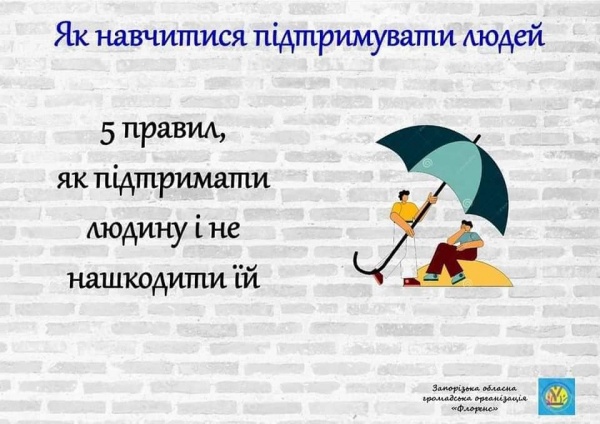 Як навчитися підтримувати людей
5 правил,
як підтримати
людину і не
нашкодити їй
Запорізька обласна
громадська організація
«Флоренс»